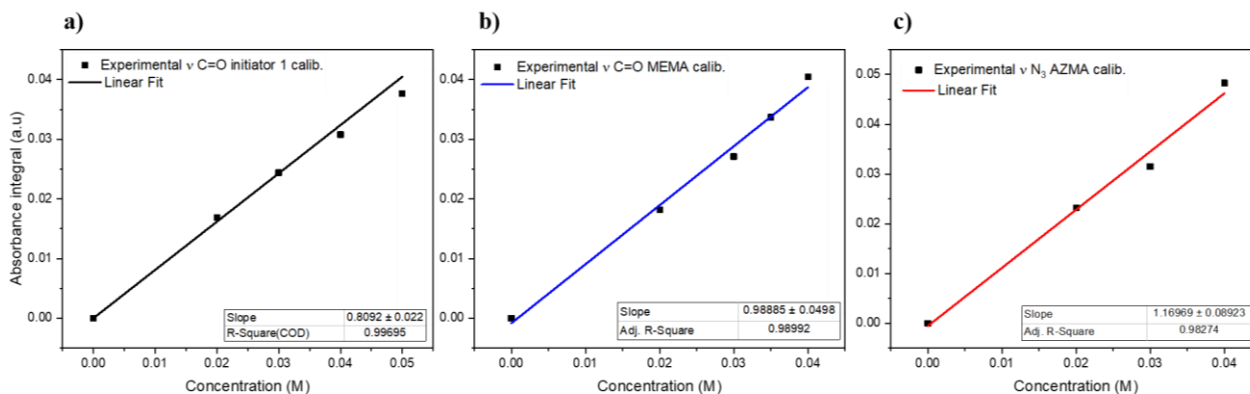 a)
Experimental ν C=O initiator 1 calib.
Linear Fit
0.04
0.03
0.02
0.01
0.00
Absorbance integral (a.u)
Slope 0.8092 ± 0.022
R-Square(COD) 0.99695
0.00 0.01 0.02 0.03 0.04 0.05
Concentration (M)
b)
Experimental ν C=O MEMA calib.
Linear Fit
0.04
0.03
0.02
0.01
0.00
Slope 0.98885 ± 0.0498
Adj. R-Square 0.98992
0.00 0.01 0.02 0.03 0.04
Concentration (M)
c)
Experimental ν N₃ AZMA calib.
Linear Fit
0.05
0.04
0.03
0.02
0.01
0.00
Slope 1.16969 ± 0.08923
Adj. R-Square 0.98274
0.00 0.01 0.02 0.03 0.04
Concentration (M)